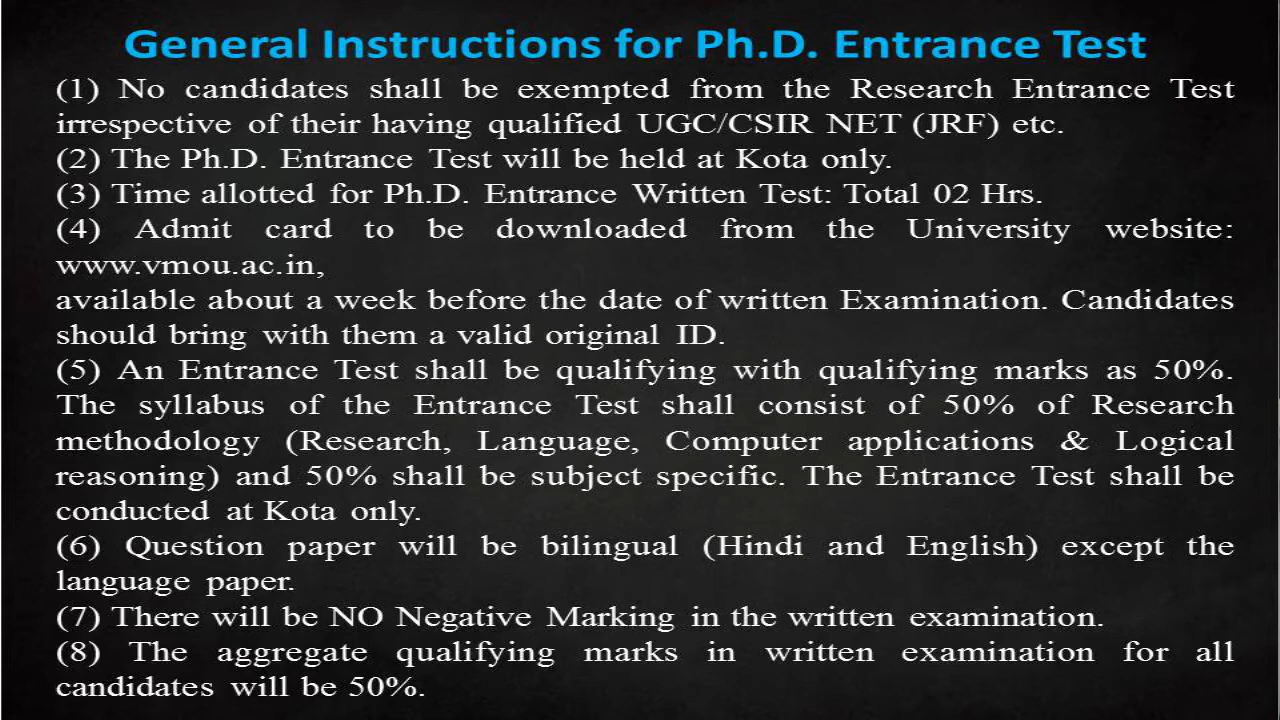 General Instructions for Ph.D. Entrance Test
(1) No candidates shall be exempted from the Research Entrance Test
irrespective of their having qualified UGC/CSIR NET (JRF) etc.
(2) The Ph.D. Entrance Test will be held at Kota only.
(3) Time allotted for Ph.D. Entrance Written Test: Total 02 Hrs.
(4) Admit card to be downloaded from the University website:
www.vmou.ac.in,
available about a week before the date of written Examination. Candidates
should bring with them a valid original ID.
(5) An Entrance Test shall be qualifying with qualifying marks as 50%.
The syllabus of the Entrance Test shall consist of 50% of Research
methodology (Research, Language, Computer applications & Logical
reasoning) and 50% shall be subject specific. The Entrance Test shall be
conducted at Kota only.
(6) Question paper will be bilingual (Hindi and English) except the
language paper.
(7) There will be NO Negative Marking in the written examination.
(8) The aggregate qualifying marks in written examination for all
candidates will be 50%.